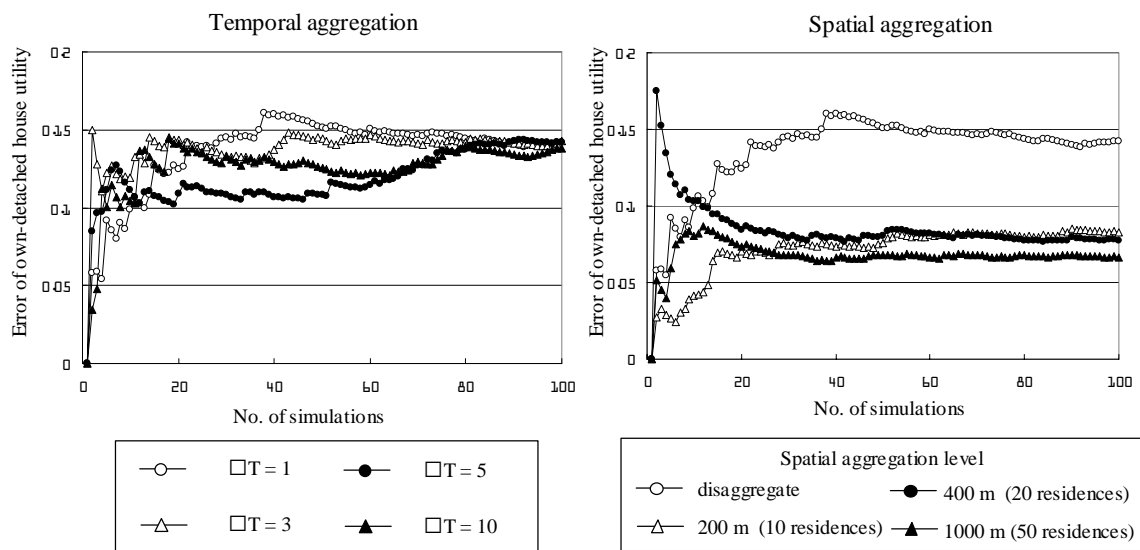 Temporal aggregation
Error of own-detached house utility
0.2
0.15
0.1
0.05
0
0 20 40 60 80 100
No. of simulations
□T = 1
□T = 5
□T = 3
□T = 10
Spatial aggregation
Error of own-detached house utility
0.2
0.15
0.1
0.05
0
0 20 40 60 80 100
No. of simulations
Spatial aggregation level
disaggregate
400 m (20 residences)
200 m (10 residences)
1000 m (50 residences)